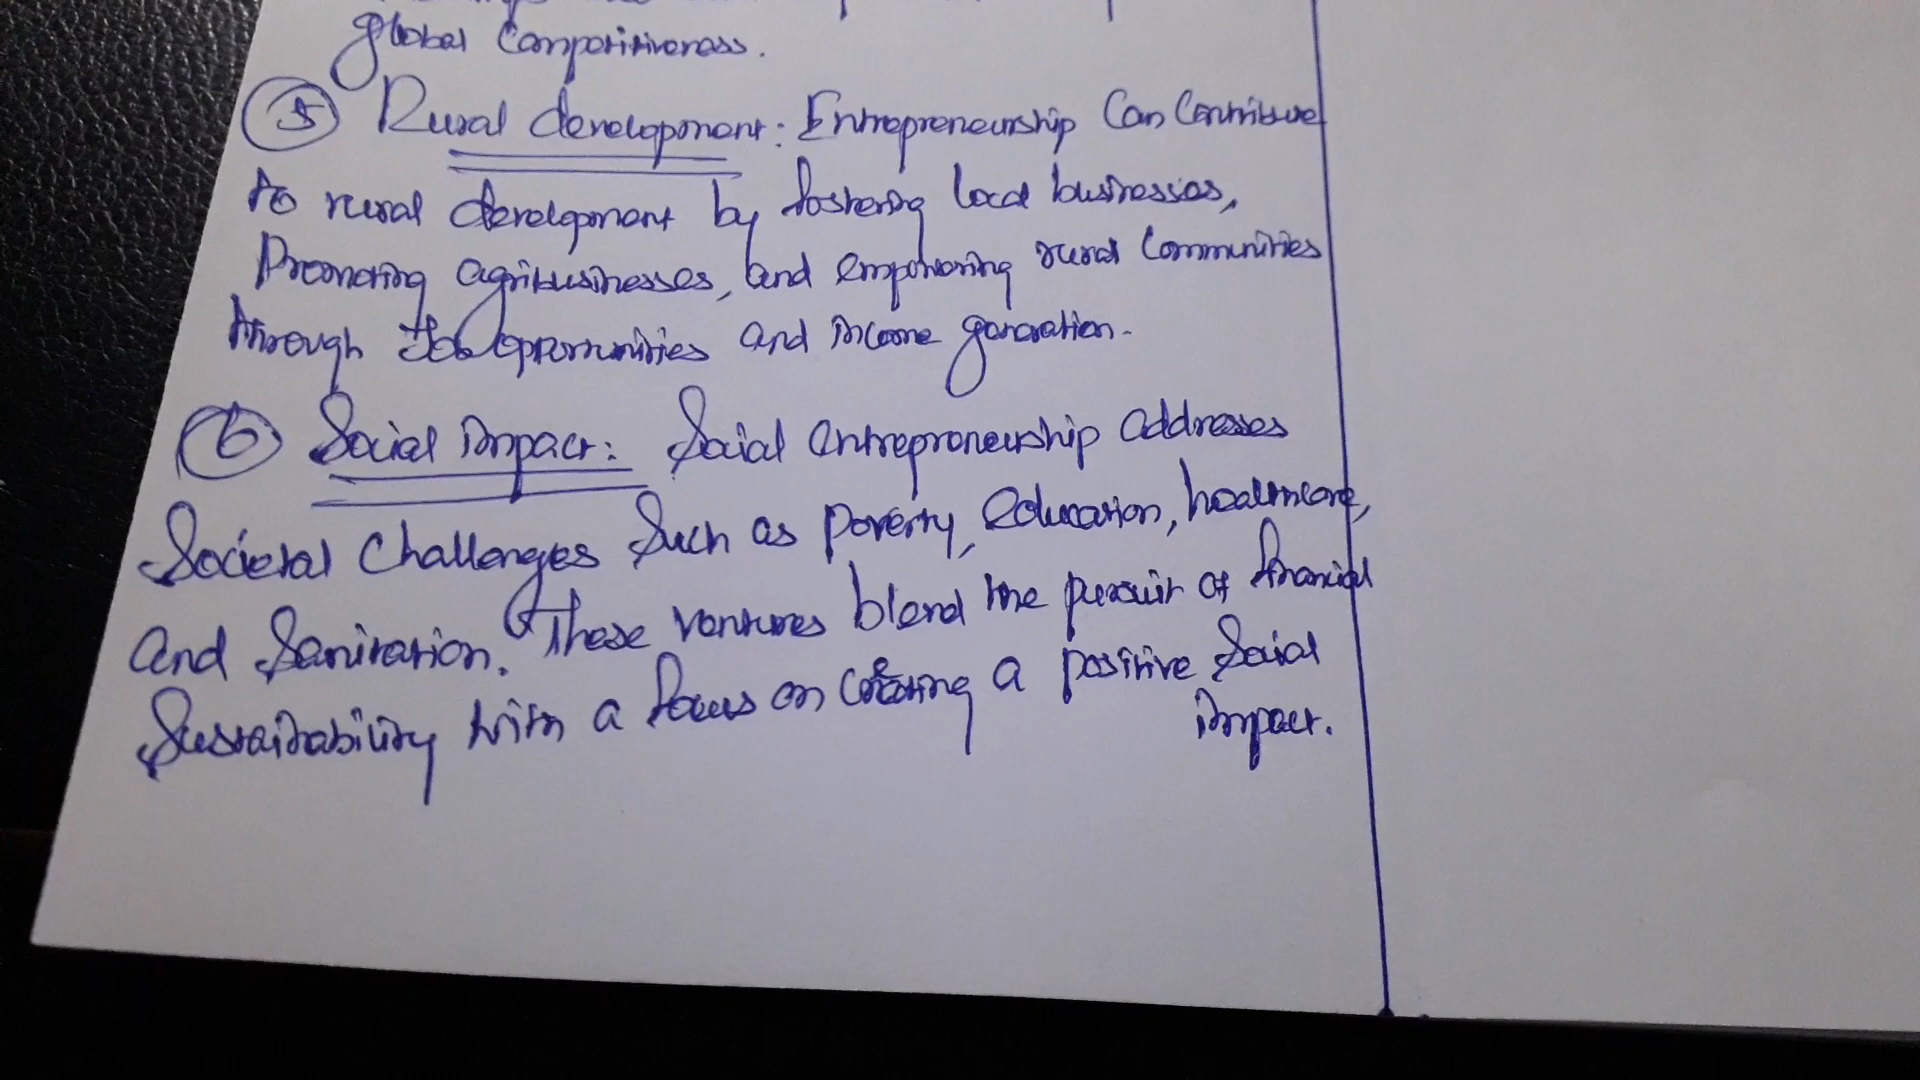 global Competitiveness.
⑤ Rural development: Entrepreneurship Can Contribute
to rural development by fostering local businesses,
Promoting agribusinesses, and empowering rural Communities
through Job opportunities and income generation.
⑥ Social Impact: Social entrepreneurship addresses
Societal Challenges Such as poverty, education, healthcare,
and Sanitation. These ventures blend the pursuit of financial
Sustainability with a focus on creating a positive Social
impact.